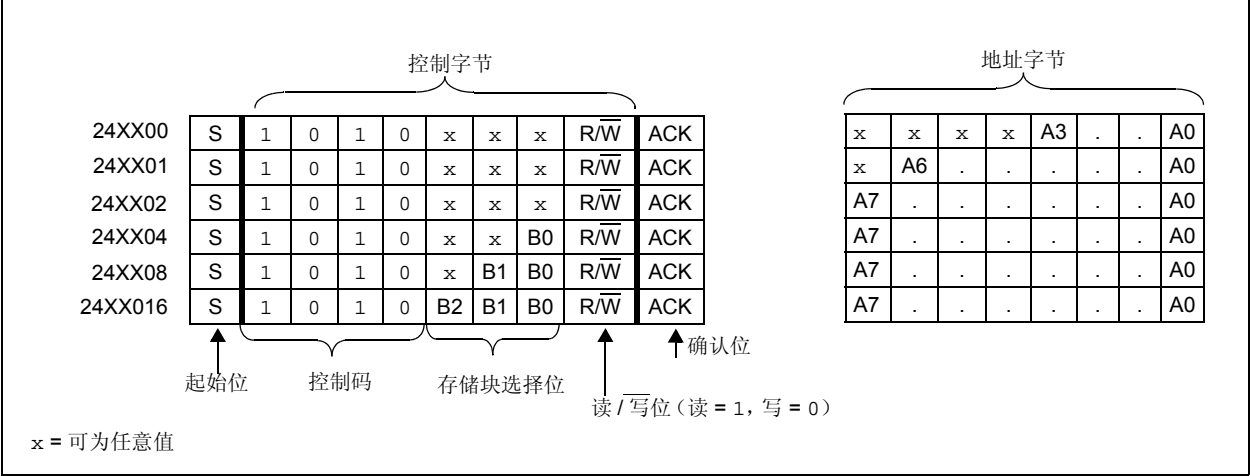 控制字节 地址字节
24XX00 S 1 0 1 0 x x x R/W̅ ACK x x x x A3 . . A0
24XX01 S 1 0 1 0 x x x R/W̅ ACK x A6 . . . . . A0
24XX02 S 1 0 1 0 x x x R/W̅ ACK A7 . . . . . . A0
24XX04 S 1 0 1 0 x x B0 R/W̅ ACK A7 . . . . . . A0
24XX08 S 1 0 1 0 x B1 B0 R/W̅ ACK A7 . . . . . . A0
24XX016 S 1 0 1 0 B2 B1 B0 R/W̅ ACK A7 . . . . . . A0
确认位
起始位 控制码 存储块选择位
读 / 写位（读 = 1，写 = 0）
x = 可为任意值